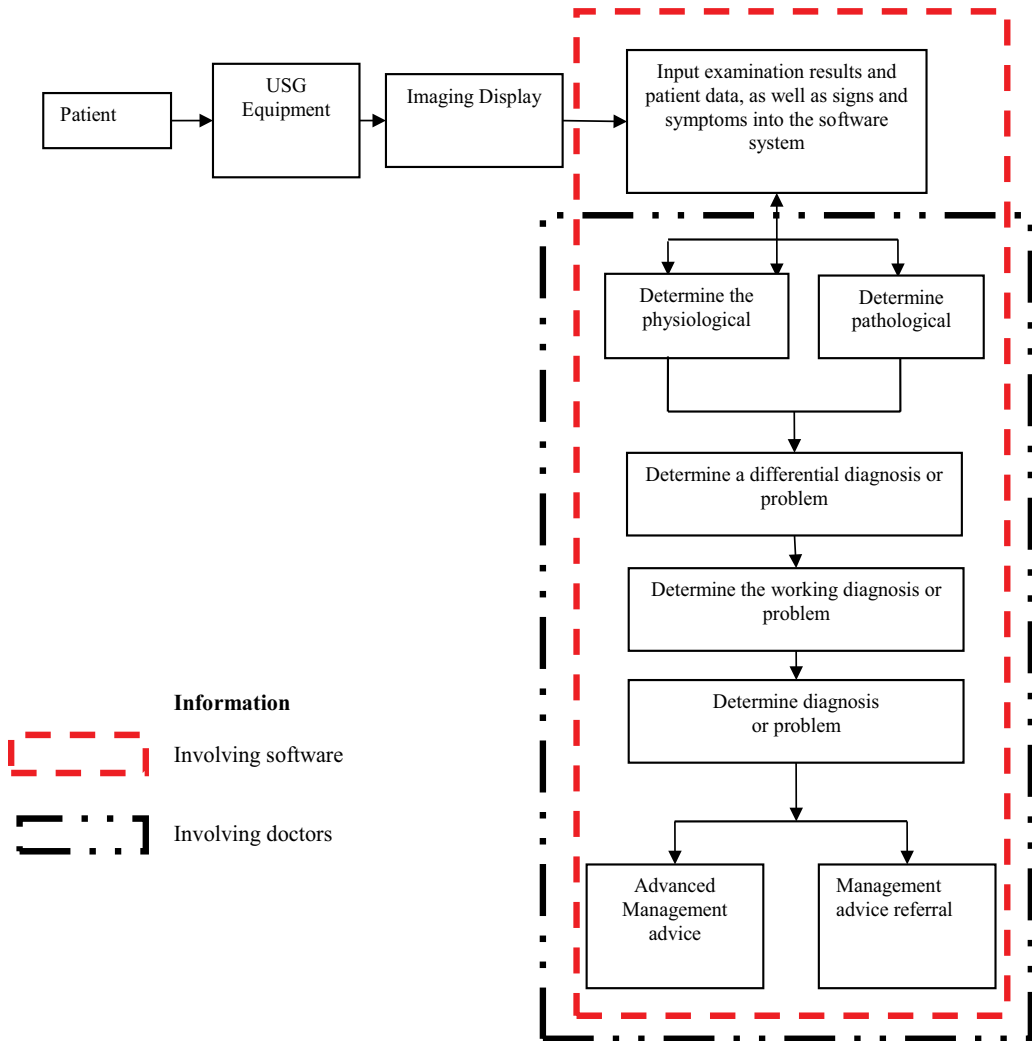 Patient
USG
Equipment
Imaging Display
Input examination results and
patient data, as well as signs and
symptoms into the software
system
Determine the
physiological
Determine
pathological
Determine a differential diagnosis or
problem
Determine the working diagnosis or
problem
Determine diagnosis
or problem
Information
Involving software
Involving doctors
Advanced
Management
advice
Management
advice referral